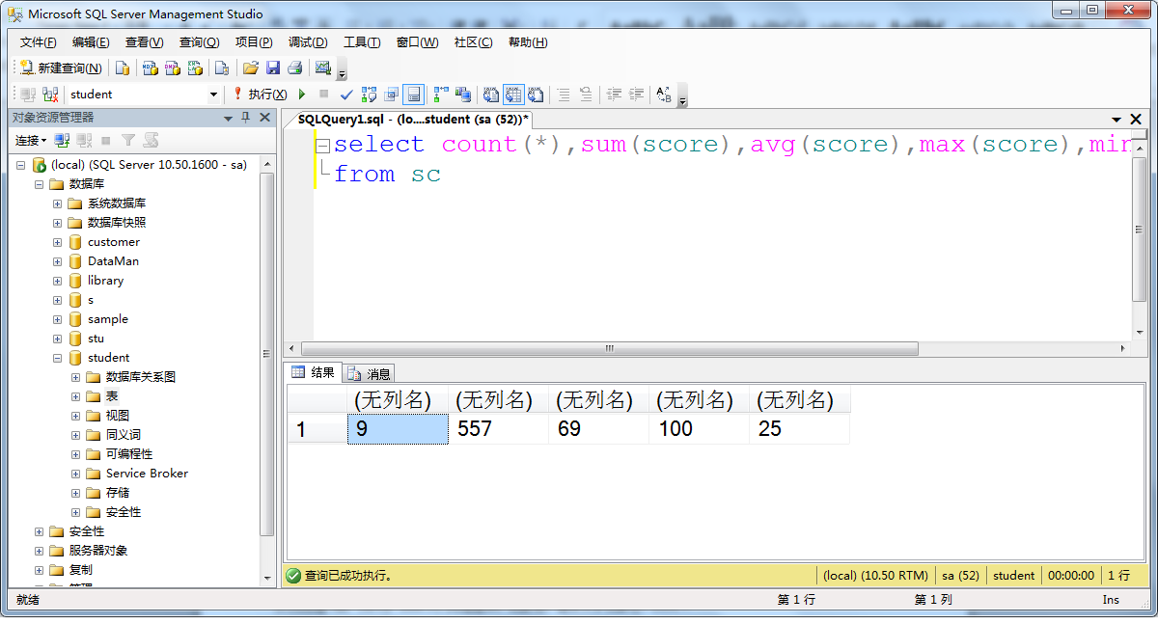 Microsoft SQL Server Management Studio
文件(F) 编辑(E) 查看(V) 查询(Q) 项目(P) 调试(D) 工具(T) 窗口(W) 社区(C) 帮助(H)
新建查询(N)
student 执行(X)
对象资源管理器
连接
(local) (SQL Server 10.50.1600 - sa)
数据库
系统数据库
数据库快照
customer
DataMan
library
s
sample
stu
student
数据库关系图
表
视图
同义词
可编程性
Service Broker
存储
安全性
安全性
服务器对象
复制
管理
SQLQuery1.sql - (lo....student (sa (52))*
select count(*),sum(score),avg(score),max(score),min
from sc
结果 消息
(无列名) (无列名) (无列名) (无列名) (无列名)
1 9 557 69 100 25
查询已成功执行。 (local) (10.50 RTM) sa (52) student 00:00:00 1 行
就绪 第 1 行 第 1 列 Ins